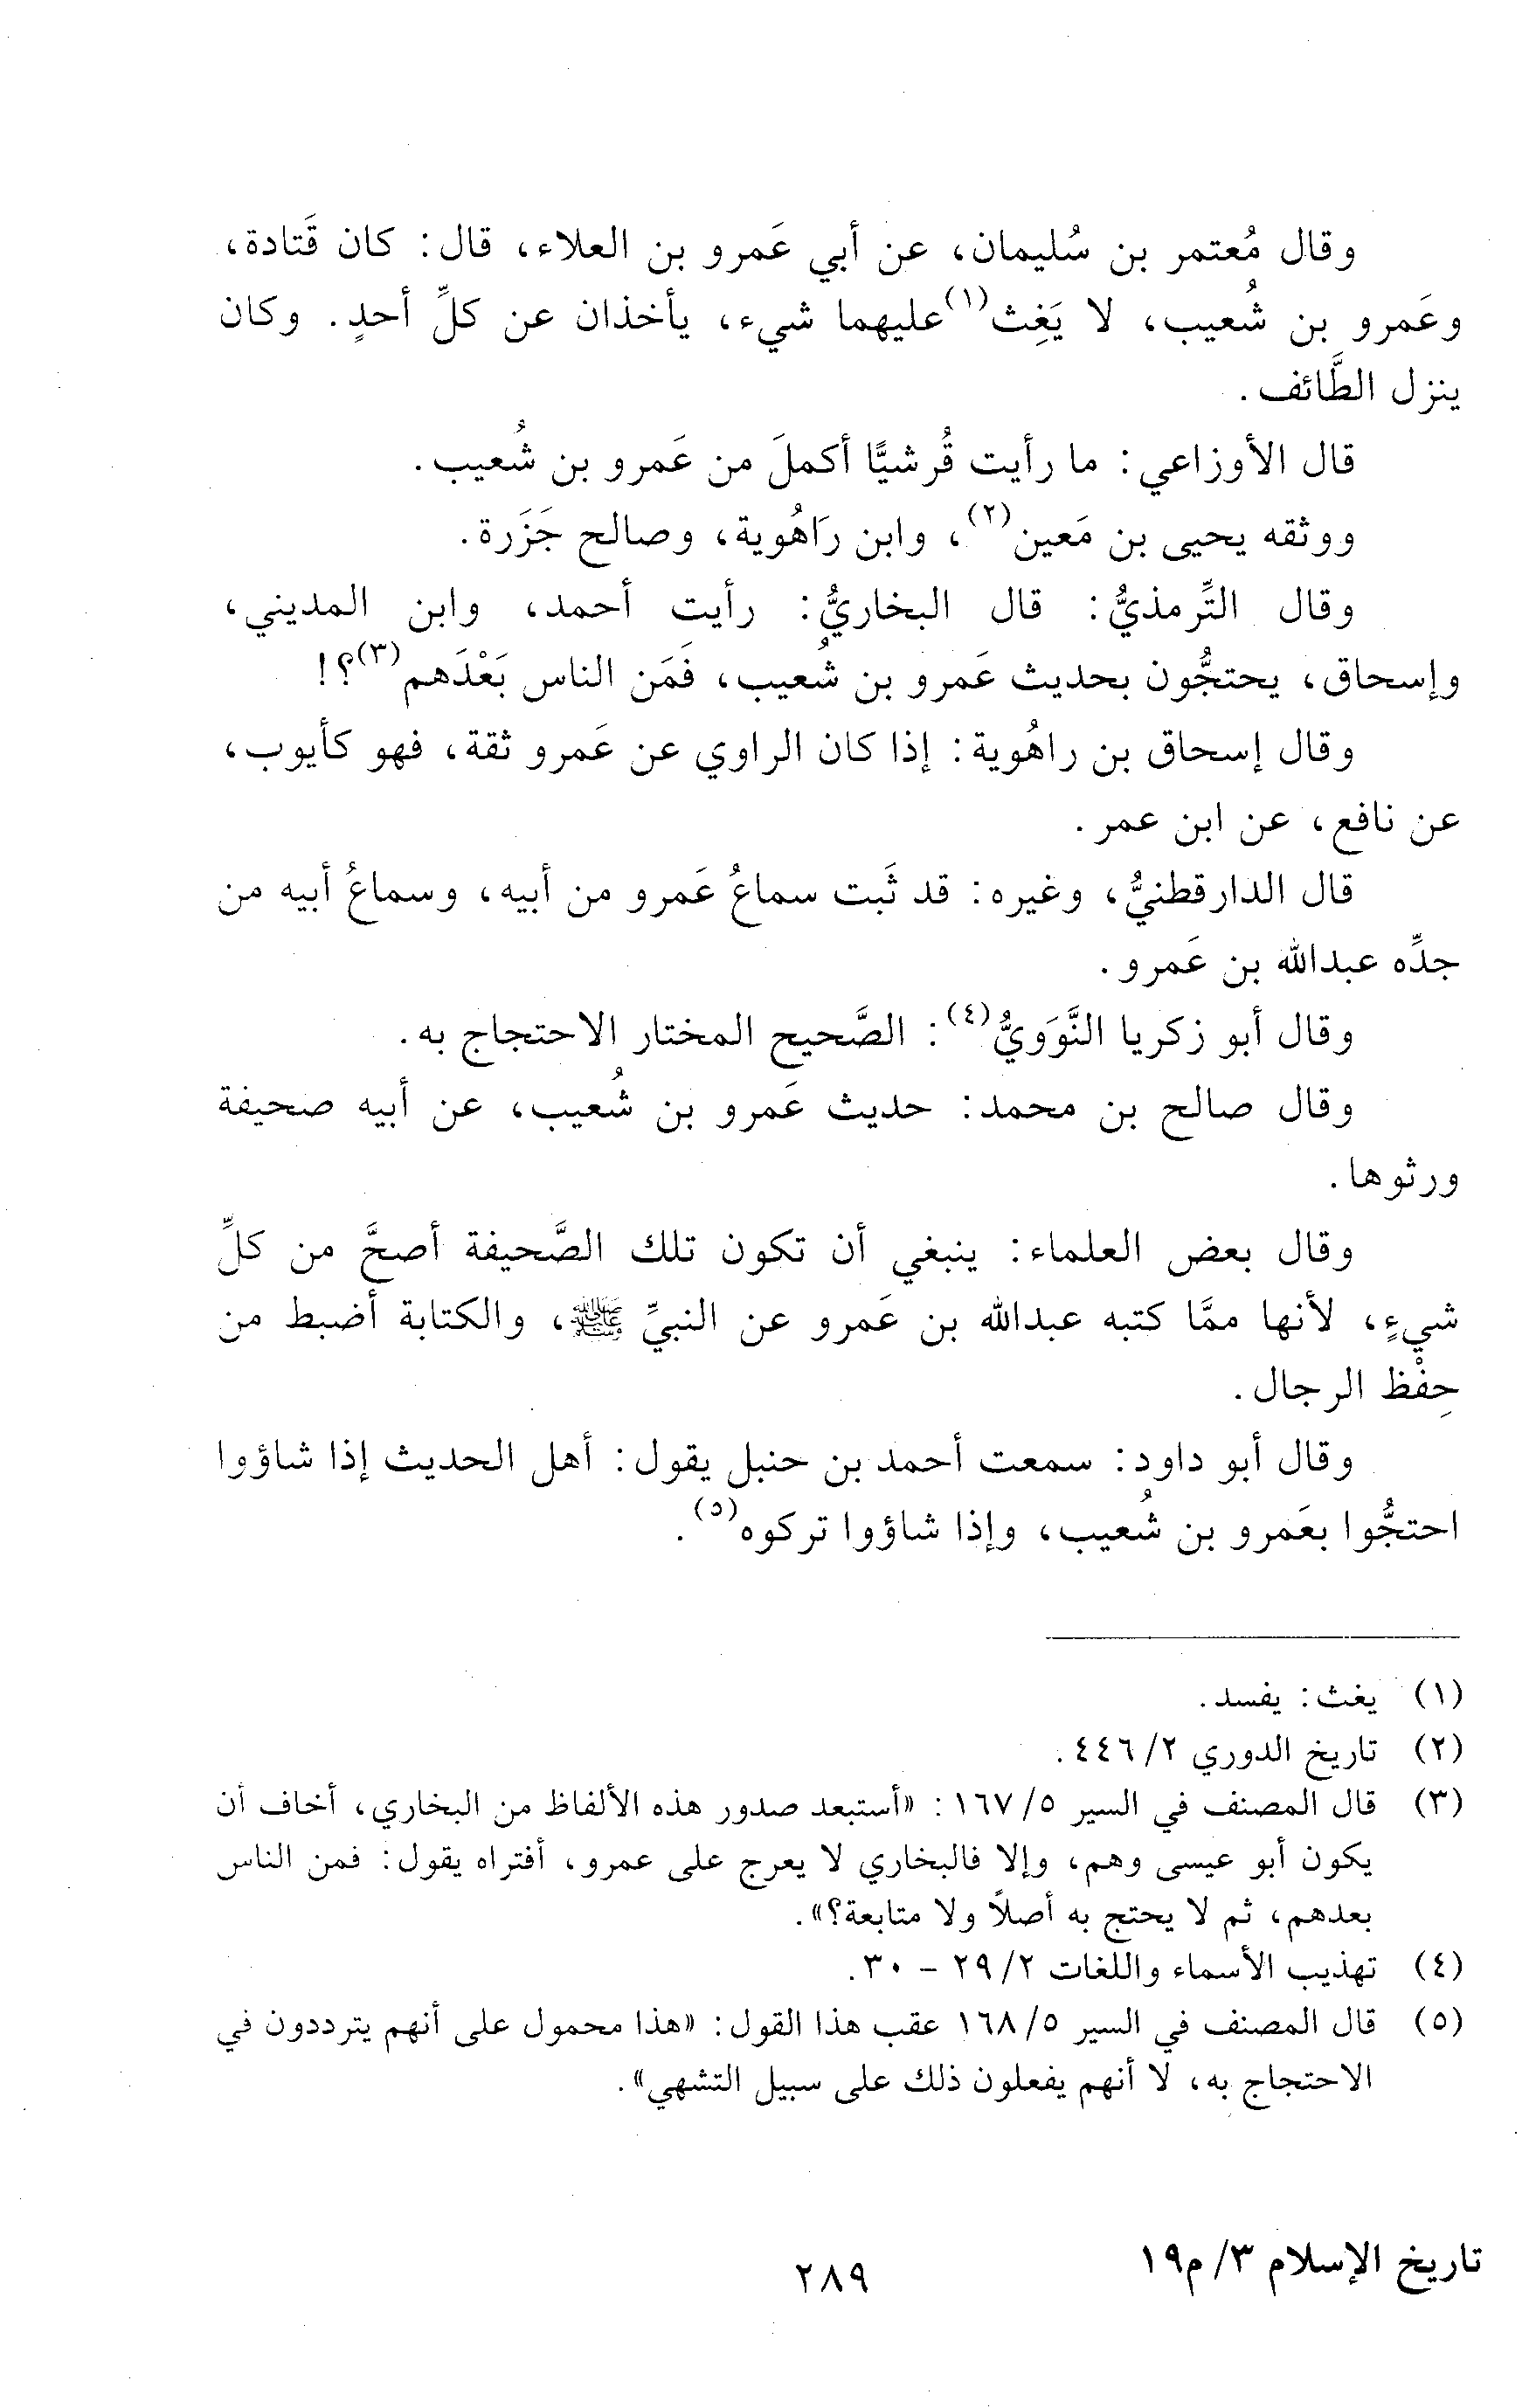 وقال مُعتمر بن سُليمان، عن أبي عَمرو بن العلاء، قال: كان قَتادة،
وعَمرو بن شُعيب، لا يَغِث(١) عليهما شيء، يأخذان عن كلِّ أحدٍ. وكان
ينزل الطَّائف.
قال الأوزاعي: ما رأيت قُرشيًّا أكملَ من عَمرو بن شُعيب.
ووثقه يحيى بن مَعين(٢)، وابن رَاهُوية، وصالح جَزَرة.
وقال التِّرمذيُّ: قال البخاريُّ: رأيت أحمد، وابن المديني،
وإسحاق، يحتجُّون بحديث عَمرو بن شُعيب، فَمَن الناس بَعْدَهم(٣)؟!
وقال إسحاق بن راهُوية: إذا كان الراوي عن عَمرو ثقة، فهو كأيوب،
عن نافع، عن ابن عمر.
قال الدارقطنيُّ، وغيره: قد ثَبت سماعُ عَمرو من أبيه، وسماعُ أبيه من
جدِّه عبدالله بن عَمرو.
وقال أبو زكريا النَّوَويُّ(٤): الصَّحيح المختار الاحتجاج به.
وقال صالح بن محمد: حديث عَمرو بن شُعيب، عن أبيه صحيفة
ورثوها.
وقال بعض العلماء: ينبغي أن تكون تلك الصَّحيفة أصحَّ من كلِّ
شيءٍ، لأنها ممَّا كتبه عبدالله بن عَمرو عن النبيِّ ﷺ، والكتابة أضبط من
حِفْظ الرجال.
وقال أبو داود: سمعت أحمد بن حنبل يقول: أهل الحديث إذا شاؤوا
احتجُّوا بعَمرو بن شُعيب، وإذا شاؤوا تركوه(٥).
(١) يغث: يفسد.
(٢) تاريخ الدوري ٢/ ٤٤٦.
(٣) قال المصنف في السير ٥/ ١٦٧: «أستبعد صدور هذه الألفاظ من البخاري، أخاف أن
يكون أبو عيسى وهم، وإلا فالبخاري لا يعرج على عمرو، أفتراه يقول: فمن الناس
بعدهم، ثم لا يحتج به أصلاً ولا متابعة؟».
(٤) تهذيب الأسماء واللغات ٢/ ٢٩ – ٣٠.
(٥) قال المصنف في السير ٥/ ١٦٨ عقب هذا القول: «هذا محمول على أنهم يترددون في
الاحتجاج به، لا أنهم يفعلون ذلك على سبيل التشهي».
تاريخ الإسلام ٣/ م١٩
٢٨٩